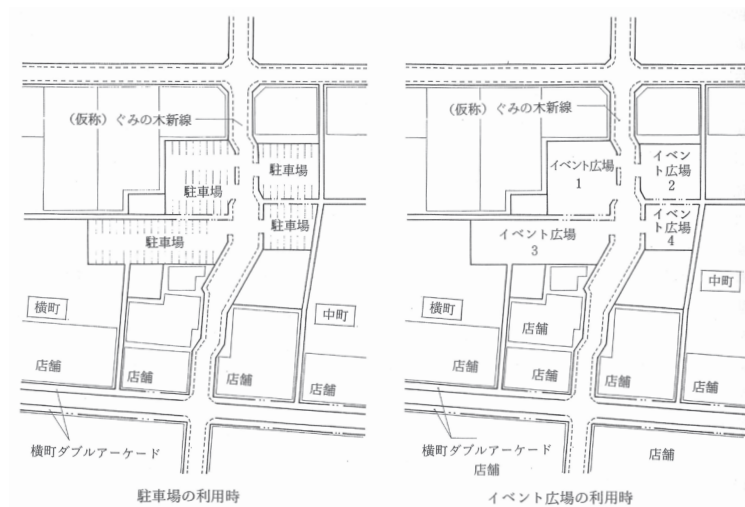 (仮称)ぐみの木新線
駐車場
駐車場
駐車場
駐車場
横町
中町
店舗
店舗
店舗
店舗
横町ダブルアーケード
駐車場の利用時
(仮称)ぐみの木新線
イベント広場
1
イベン
ト広場
2
イベン
ト広場
4
イベント広場
3
中町
横町
店舗
店舗
店舗
店舗
店舗
横町ダブルアーケード
店舗
店舗
イベント広場の利用時